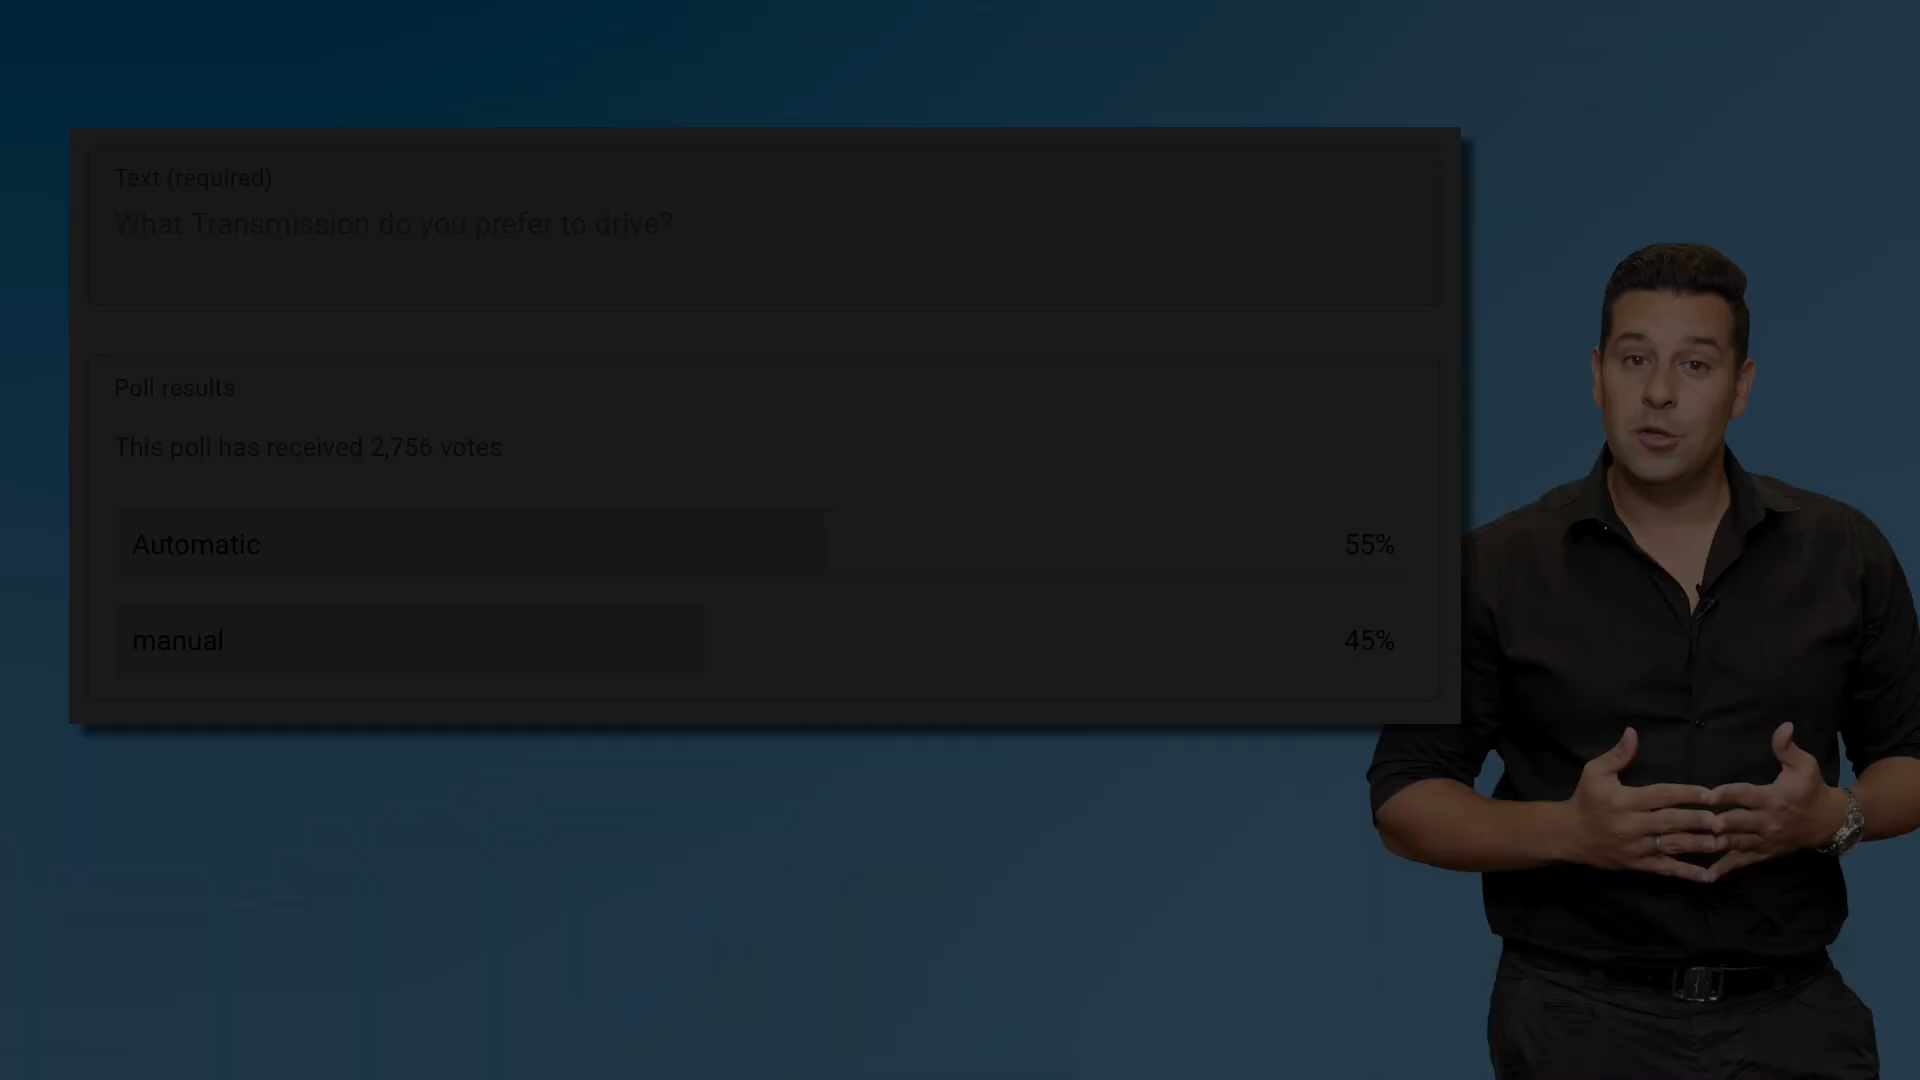 Text (required)
What Transmission do you prefer to drive?
Poll results
This poll has received 2,756 votes
Automatic 55%
manual 45%